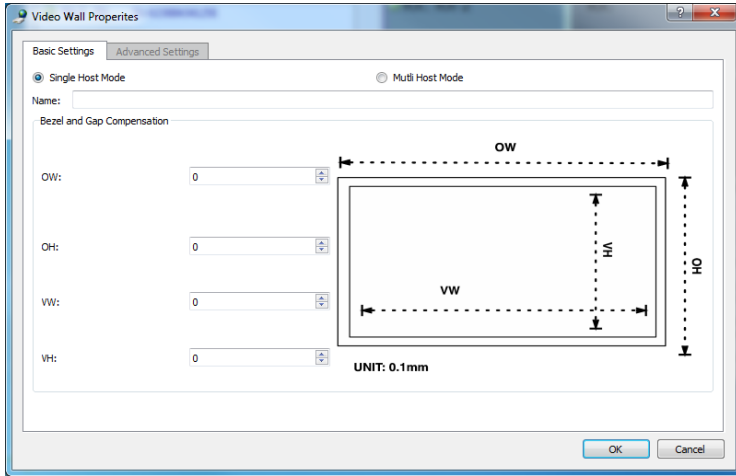 Video Wall Properites
Basic Settings
Advanced Settings
Single Host Mode
Mutli Host Mode
Name:
Bezel and Gap Compensation
OW
OW: 0
OH: 0
VH
OH
VW
VW: 0
VH: 0
UNIT: 0.1mm
OK
Cancel